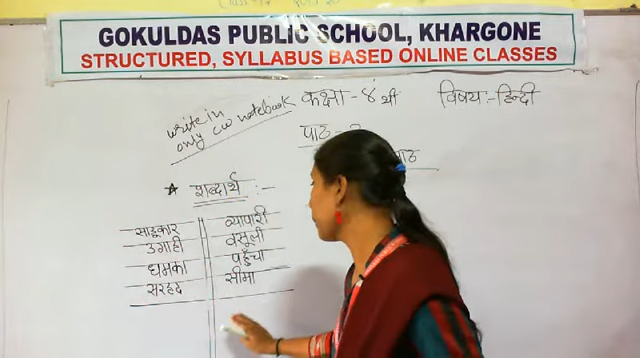 GOKULDAS PUBLIC SCHOOL, KHARGONE
STRUCTURED, SYLLABUS BASED ONLINE CLASSES
write in only cw notebook
कक्षा - ४ थी विषय:- हिन्दी
पाठ -
पाठ
★ शब्दार्थ :-
साहूकार व्यापारी
उगाही वसूली
धमका पहुँचा
सरहद सीमा